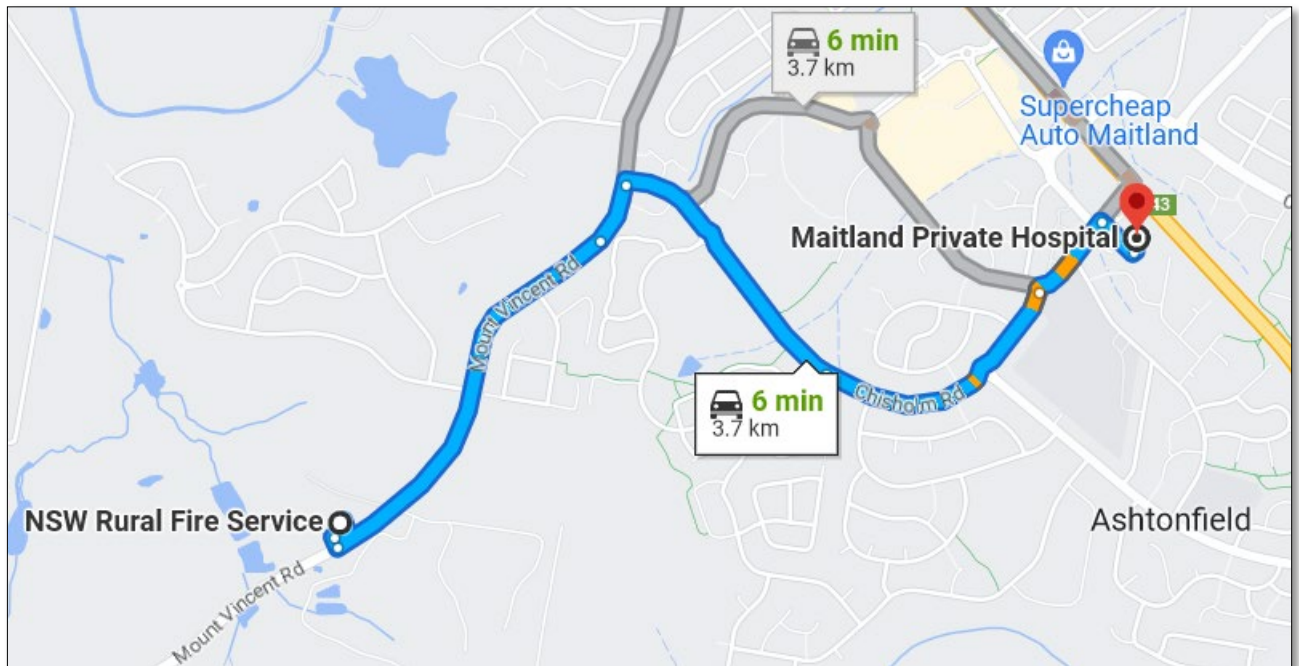 6 min
3.7 km
Supercheap
Auto Maitland
43
Maitland Private Hospital
Mount Vincent Rd
6 min
3.7 km
Chisholm Rd
NSW Rural Fire Service
Ashtonfield
Mount Vincent Rd